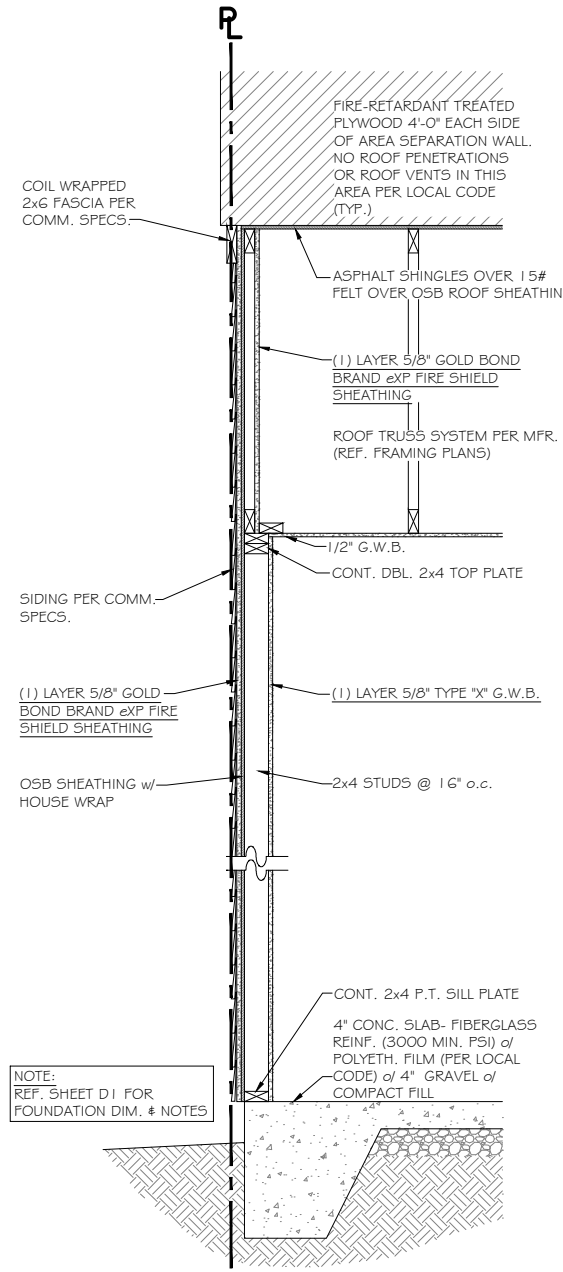 PL
FIRE-RETARDANT TREATED
PLYWOOD 4'-0" EACH SIDE
OF AREA SEPARATION WALL.
NO ROOF PENETRATIONS
OR ROOF VENTS IN THIS
AREA PER LOCAL CODE
(TYP.)
COIL WRAPPED
2x6 FASCIA PER
COMM. SPECS.
ASPHALT SHINGLES OVER 15#
FELT OVER OSB ROOF SHEATHIN
(1) LAYER 5/8" GOLD BOND
BRAND eXP FIRE SHIELD
SHEATHING
ROOF TRUSS SYSTEM PER MFR.
(REF. FRAMING PLANS)
1/2" G.W.B.
CONT. DBL. 2x4 TOP PLATE
SIDING PER COMM.
SPECS.
(1) LAYER 5/8" GOLD
BOND BRAND eXP FIRE
SHIELD SHEATHING
(1) LAYER 5/8" TYPE "X" G.W.B.
OSB SHEATHING w/
HOUSE WRAP
2x4 STUDS @ 16" o.c.
CONT. 2x4 P.T. SILL PLATE
4" CONC. SLAB- FIBERGLASS
REINF. (3000 MIN. PSI) o/
POLYETH. FILM (PER LOCAL
CODE) o/ 4" GRAVEL o/
COMPACT FILL
NOTE:
REF. SHEET D1 FOR
FOUNDATION DIM. & NOTES